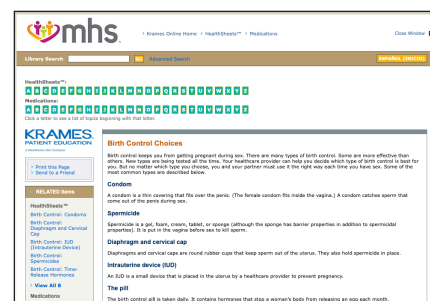 mhs
Krames Online Home > HealthSheets™ > Medications
Close Window
Library Search
GO
Advanced Search
ESPAÑOL (INICIO)
HealthSheets™:
A B C D E F G H I J K L M N O P Q R S T U V W X Y Z
Medications:
A B C D E F G H I J K L M N O P Q R S T U V W X Y Z
Click a letter to see a list of topics beginning with that letter.
KRAMES
PATIENT EDUCATION
> Print this Page
> Send to a Friend
RELATED Items
HealthSheets™
Birth Control: Condoms
Birth Control:
Diaphragm and Cervical
Cap
Birth Control: IUD
(Intrauterine Device)
Birth Control:
Spermicides
Birth Control: Time-
Release Hormones
> View All 8
Medications
Birth Control Choices
Birth control keeps you from getting pregnant during sex. There are many types of birth control. Some are more effective than
others. New types are being tested all the time. Your healthcare provider can help you decide which type of birth control is best for
you. But no matter which type you choose, you and your partner must use it the right way each time you have sex. Some of the
most common types are described below.
Condom
A condom is a thin covering that fits over the penis. (The female condom fits inside the vagina.) A condom catches sperm that
come out of the penis during sex.
Spermicide
Spermicide is a gel, foam, cream, tablet, or sponge (although the sponge has barrier properties in addition to spermicidal
properties). It is put in the vagina before sex to kill sperm.
Diaphragm and cervical cap
Diaphragms and cervical caps are round rubber cups that keep sperm out of the uterus. They also hold spermicide in place.
Intrauterine device (IUD)
An IUD is a small device that is placed in the uterus by a healthcare provider to prevent pregnancy.
The pill
The birth control pill is taken daily. It contains hormones that stop a woman's body from releasing an egg each month.